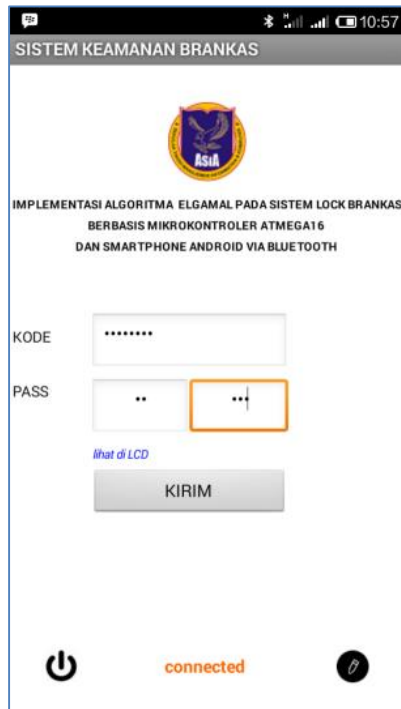 H
10:57
SISTEM KEAMANAN BRANKAS
ASIA
IMPLEMENTASI ALGORITMA ELGAMAL PADA SISTEM LOCK BRANKAS
BERBASIS MIKROKONTROLER ATMEGA16
DAN SMARTPHONE ANDROID VIA BLUETOOTH
KODE ••••••••
PASS •• •••
lihat di LCD
KIRIM
connected